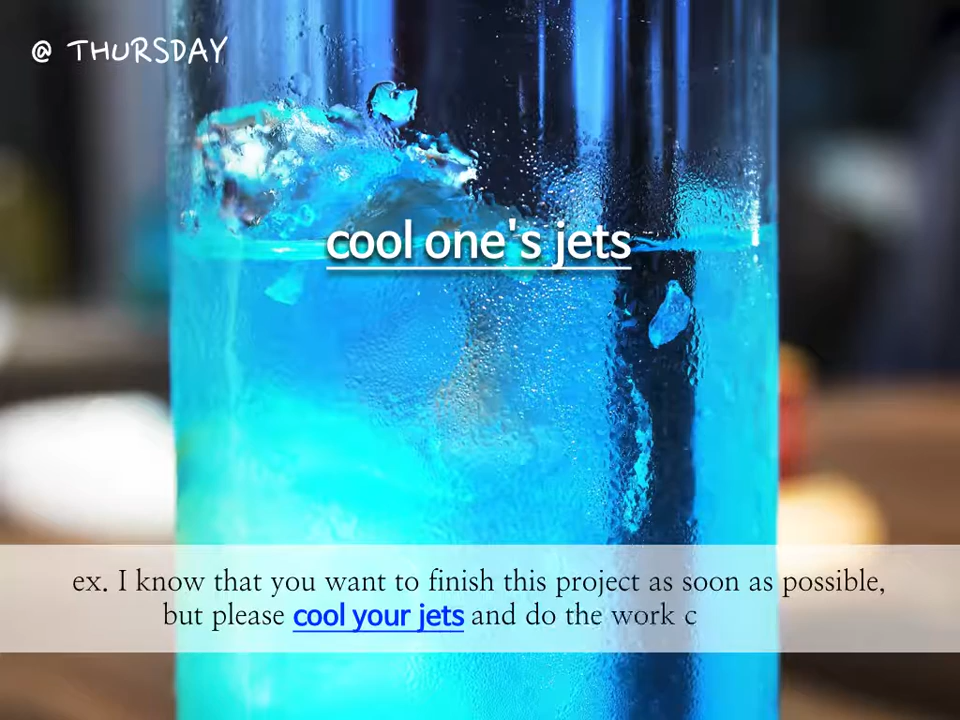 @ THURSDAY
cool one's jets
ex. I know that you want to finish this project as soon as possible,
but please cool your jets and do the work c